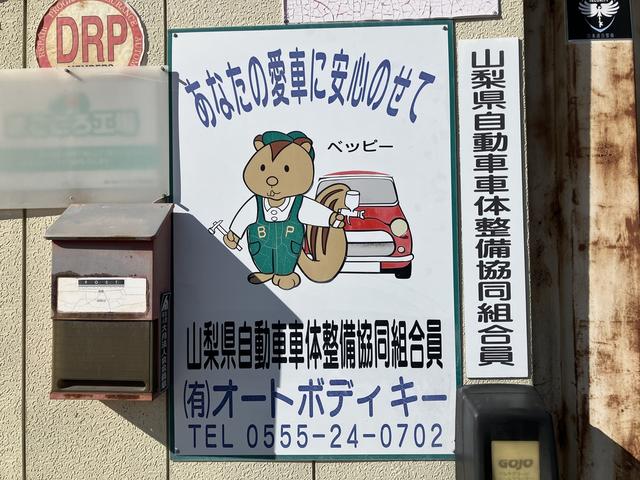 DRP
MEMBERS
あなたの愛車に安心のせて
ベッピー
B P
山梨県自動車車体整備協同組合員
(有)オートボディキー
TEL 0555-24-0702
山梨県自動車車体整備協同組合員
POST
GOJO